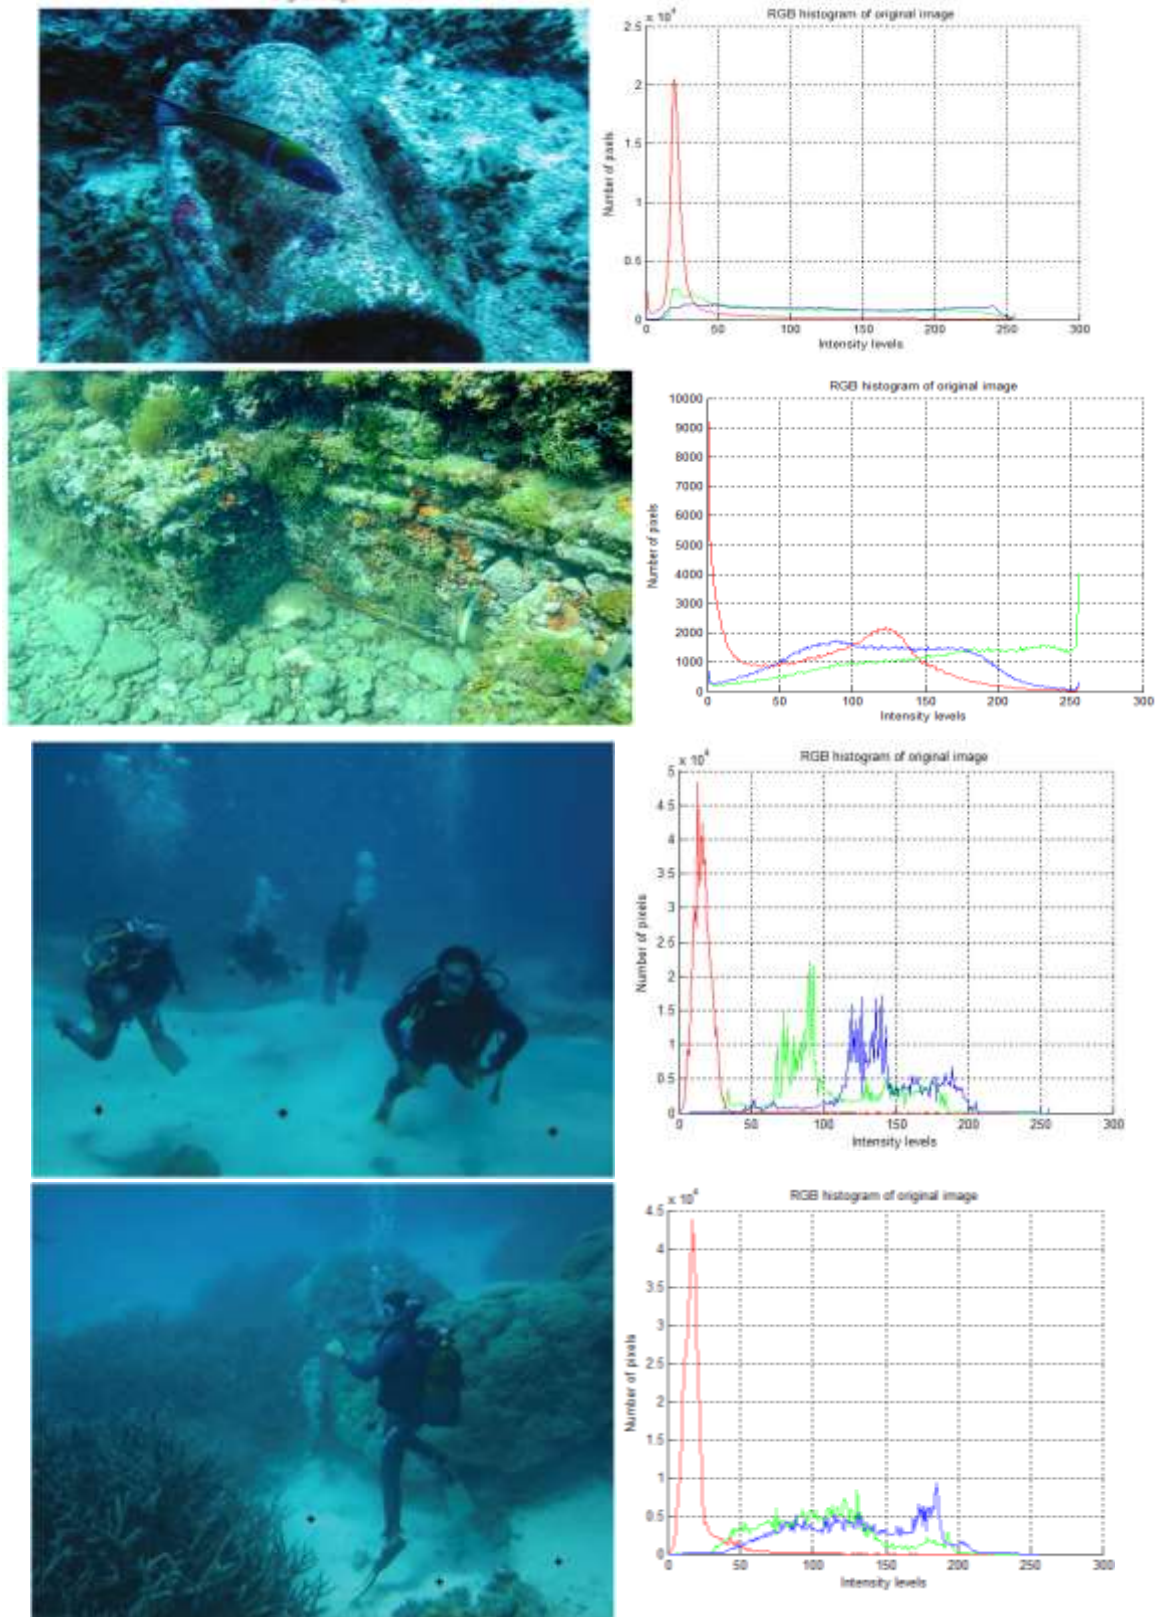 RGB histogram of original image
x 10⁴
2.5
2
1.5
1
0.5
0
Number of pixels
0 50 100 150 200 250 300
Intensity levels
RGB histogram of original image
10000
9000
8000
7000
6000
5000
4000
3000
2000
1000
0
Number of pixels
0 50 100 150 200 250 300
Intensity levels
RGB histogram of original image
x 10⁴
5
4.5
4
3.5
3
2.5
2
1.5
1
0.5
0
Number of pixels
0 50 100 150 200 250 300
Intensity levels
RGB histogram of original image
x 10⁴
4.5
4
3.5
3
2.5
2
1.5
1
0.5
0
Number of pixels
0 50 100 150 200 250 300
Intensity levels